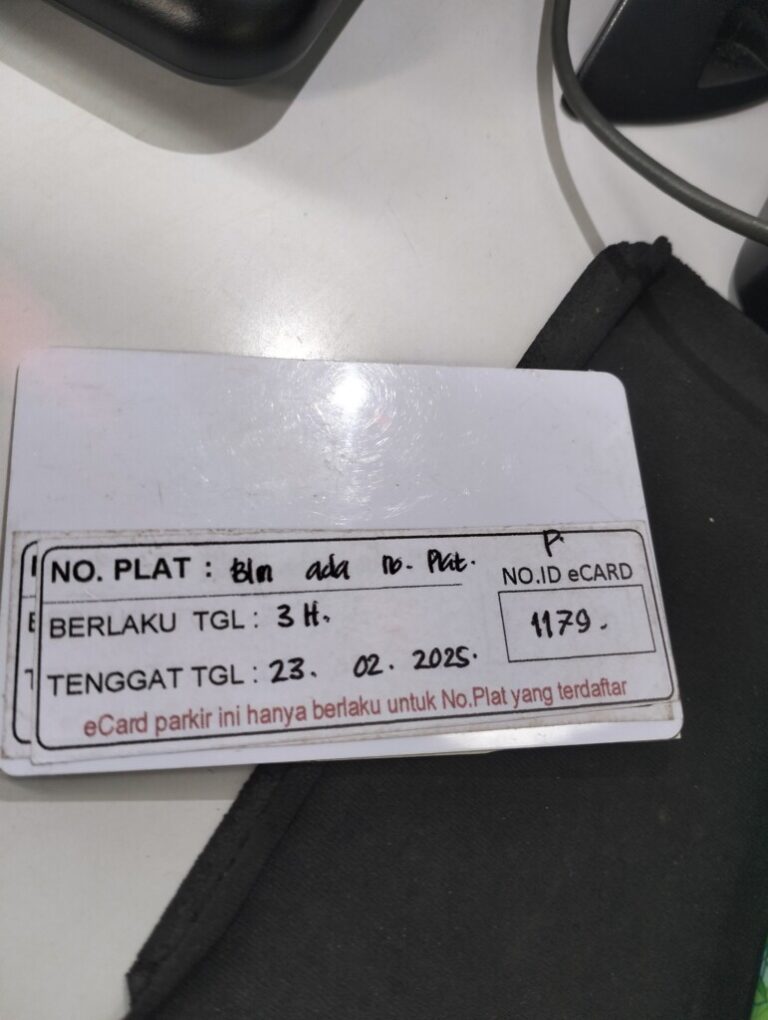 NO. PLAT : Bln ada no. Plat.
BERLAKU TGL : 3 H.
TENGGAT TGL : 23. 02. 2025.
P.
NO.ID eCARD
1179.
eCard parkir ini hanya berlaku untuk No.Plat yang terdaftar